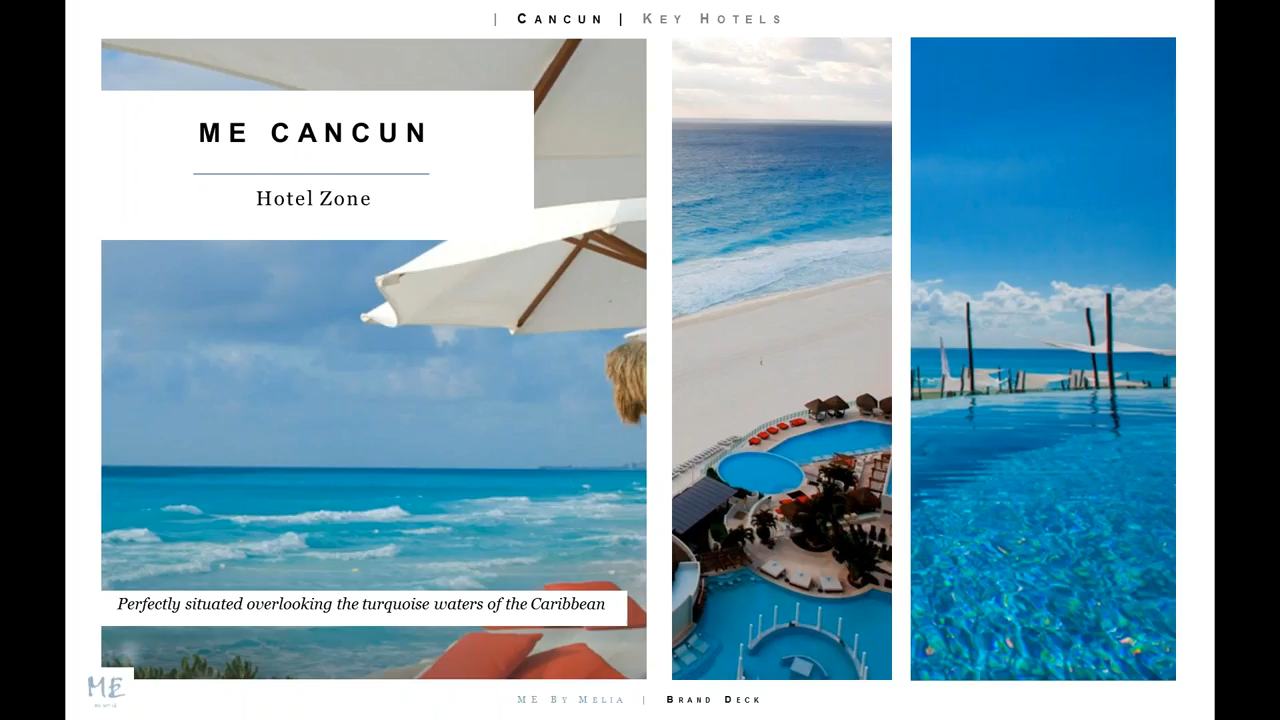 | CANCUN | KEY HOTELS
ME CANCUN
Hotel Zone
Perfectly situated overlooking the turquoise waters of the Caribbean
ME
ME BY MELIA | BRAND DECK